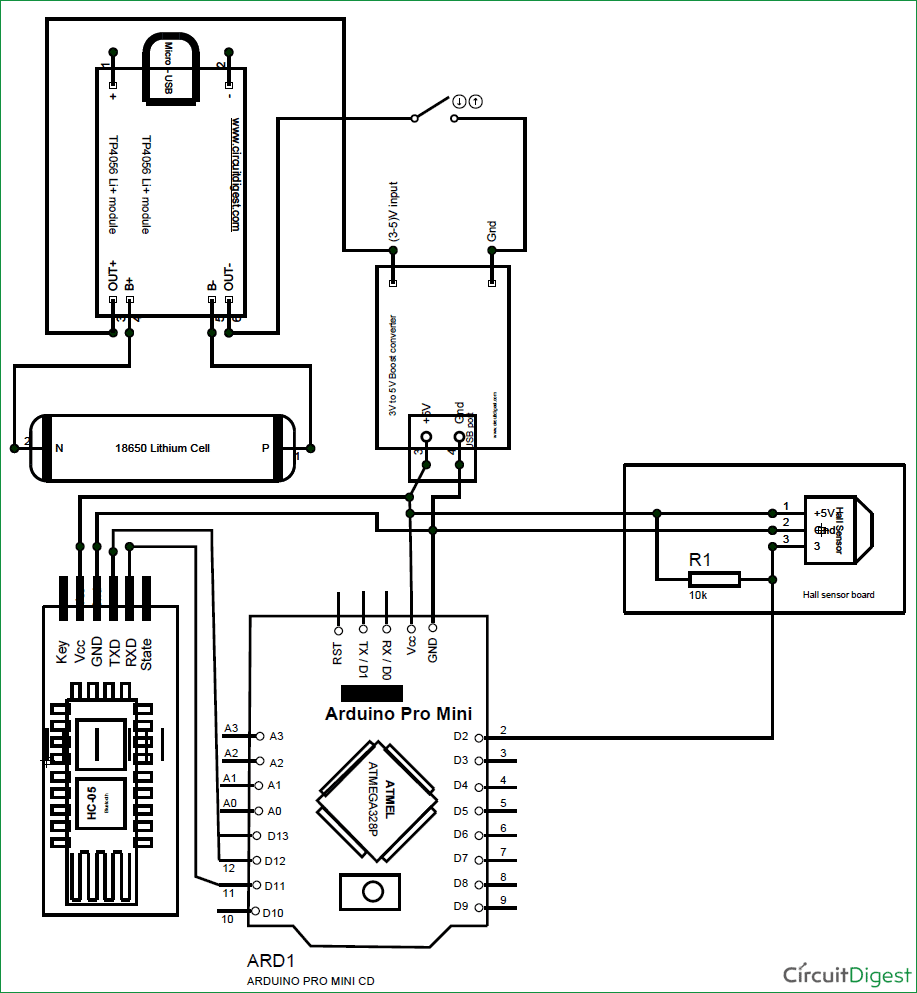 Micro - USB
1
2
+
-
TP4056 Li+ module
TP4056 Li+ module
www.circuitdigest.com
OUT+
B+
B-
OUT-
3
4
5
6
(3-5)V input
Gnd
3V to 5V Boost converter
+5V
Gnd
USB port
www.circuitdigest.com
3
4
2
N
18650 Lithium Cell
P
1
1
2
3
+5V
Gnd
3
Hall Sensor
R1
10k
Hall sensor board
Key
Vcc
GND
TXD
RXD
State
HC-05
Bluetooth
RST
TX / D1
RX / D0
Vcc
GND
Arduino Pro Mini
ATMEL
ATMEGA328P
A3
A3
A2
A2
A1
A1
A0
A0
D13
D12
12
D11
11
D10
10
D2
2
D3
3
D4
4
D5
5
D6
6
D7
7
D8
8
D9
9
ARD1
ARDUINO PRO MINI CD
CircuitDigest